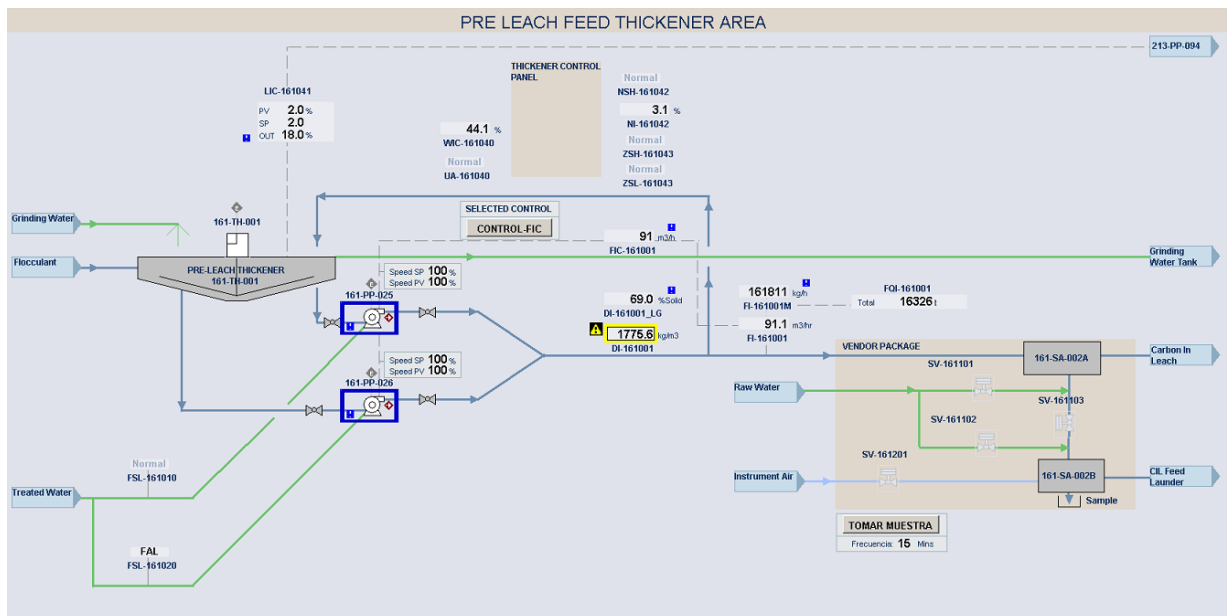 PRE LEACH FEED THICKENER AREA
213-PP-094
THICKENER CONTROL
PANEL
LIC-161041
PV 2.0 %
SP 2.0
OUT 18.0 %
Normal
NSH-161042
3.1 %
NI-161042
44.1 %
WIC-161040
Normal
ZSH-161043
Normal
UA-161040
Normal
ZSL-161043
161-TH-001
Grinding Water
SELECTED CONTROL
CONTROL-FIC
91 m3/h
FIC-161001
Grinding
Water Tank
Flocculant
PRE-LEACH THICKENER
161-TH-001
Speed SP 100 %
Speed PV 100 %
161-PP-025
69.0 %Solid
DI-161001_LG
161811 kg/h
FI-161001M
FQI-161001
Total 16326 t
1775.6 kg/m3
DI-161001
91.1 m3/hr
FI-161001
VENDOR PACKAGE
161-SA-002A
Carbon In
Leach
Speed SP 100 %
Speed PV 100 %
161-PP-026
SV-161101
Raw Water
SV-161103
SV-161102
SV-161201
Instrument Air
161-SA-002B
CIL Feed
Launder
Sample
Normal
FSL-161010
Treated Water
TOMAR MUESTRA
Frecuencia: 15 Mins
FAL
FSL-161020